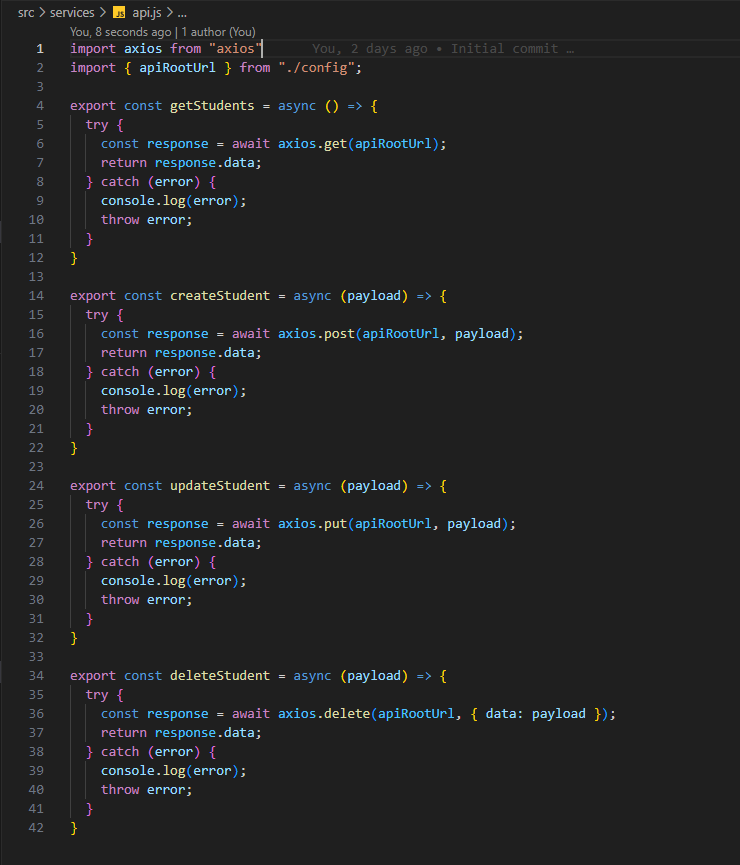 src > services > JS api.js > ...
You, 8 seconds ago | 1 author (You)
1 import axios from "axios" You, 2 days ago • Initial commit …
2 import { apiRootUrl } from "./config";
3
4 export const getStudents = async () => {
5   try {
6     const response = await axios.get(apiRootUrl);
7     return response.data;
8   } catch (error) {
9     console.log(error);
10     throw error;
11   }
12 }
13
14 export const createStudent = async (payload) => {
15   try {
16     const response = await axios.post(apiRootUrl, payload);
17     return response.data;
18   } catch (error) {
19     console.log(error);
20     throw error;
21   }
22 }
23
24 export const updateStudent = async (payload) => {
25   try {
26     const response = await axios.put(apiRootUrl, payload);
27     return response.data;
28   } catch (error) {
29     console.log(error);
30     throw error;
31   }
32 }
33
34 export const deleteStudent = async (payload) => {
35   try {
36     const response = await axios.delete(apiRootUrl, { data: payload });
37     return response.data;
38   } catch (error) {
39     console.log(error);
40     throw error;
41   }
42 }